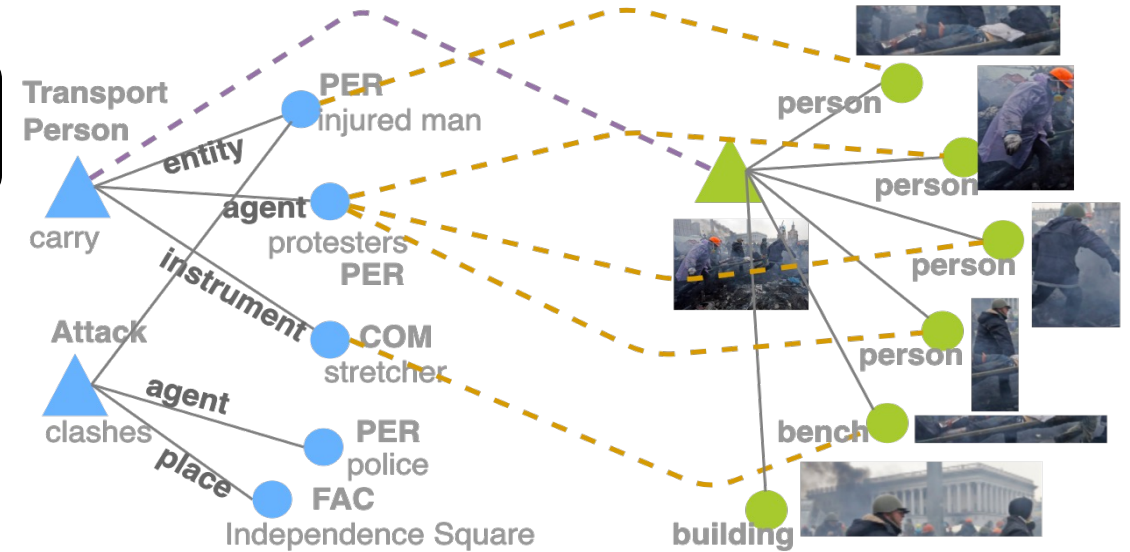 Transport
Person
PER
injured man
entity
carry
agent
protesters
PER
instrument
COM
stretcher
Attack
clashes
agent
PER
police
place
FAC
Independence Square
person
person
person
person
bench
building